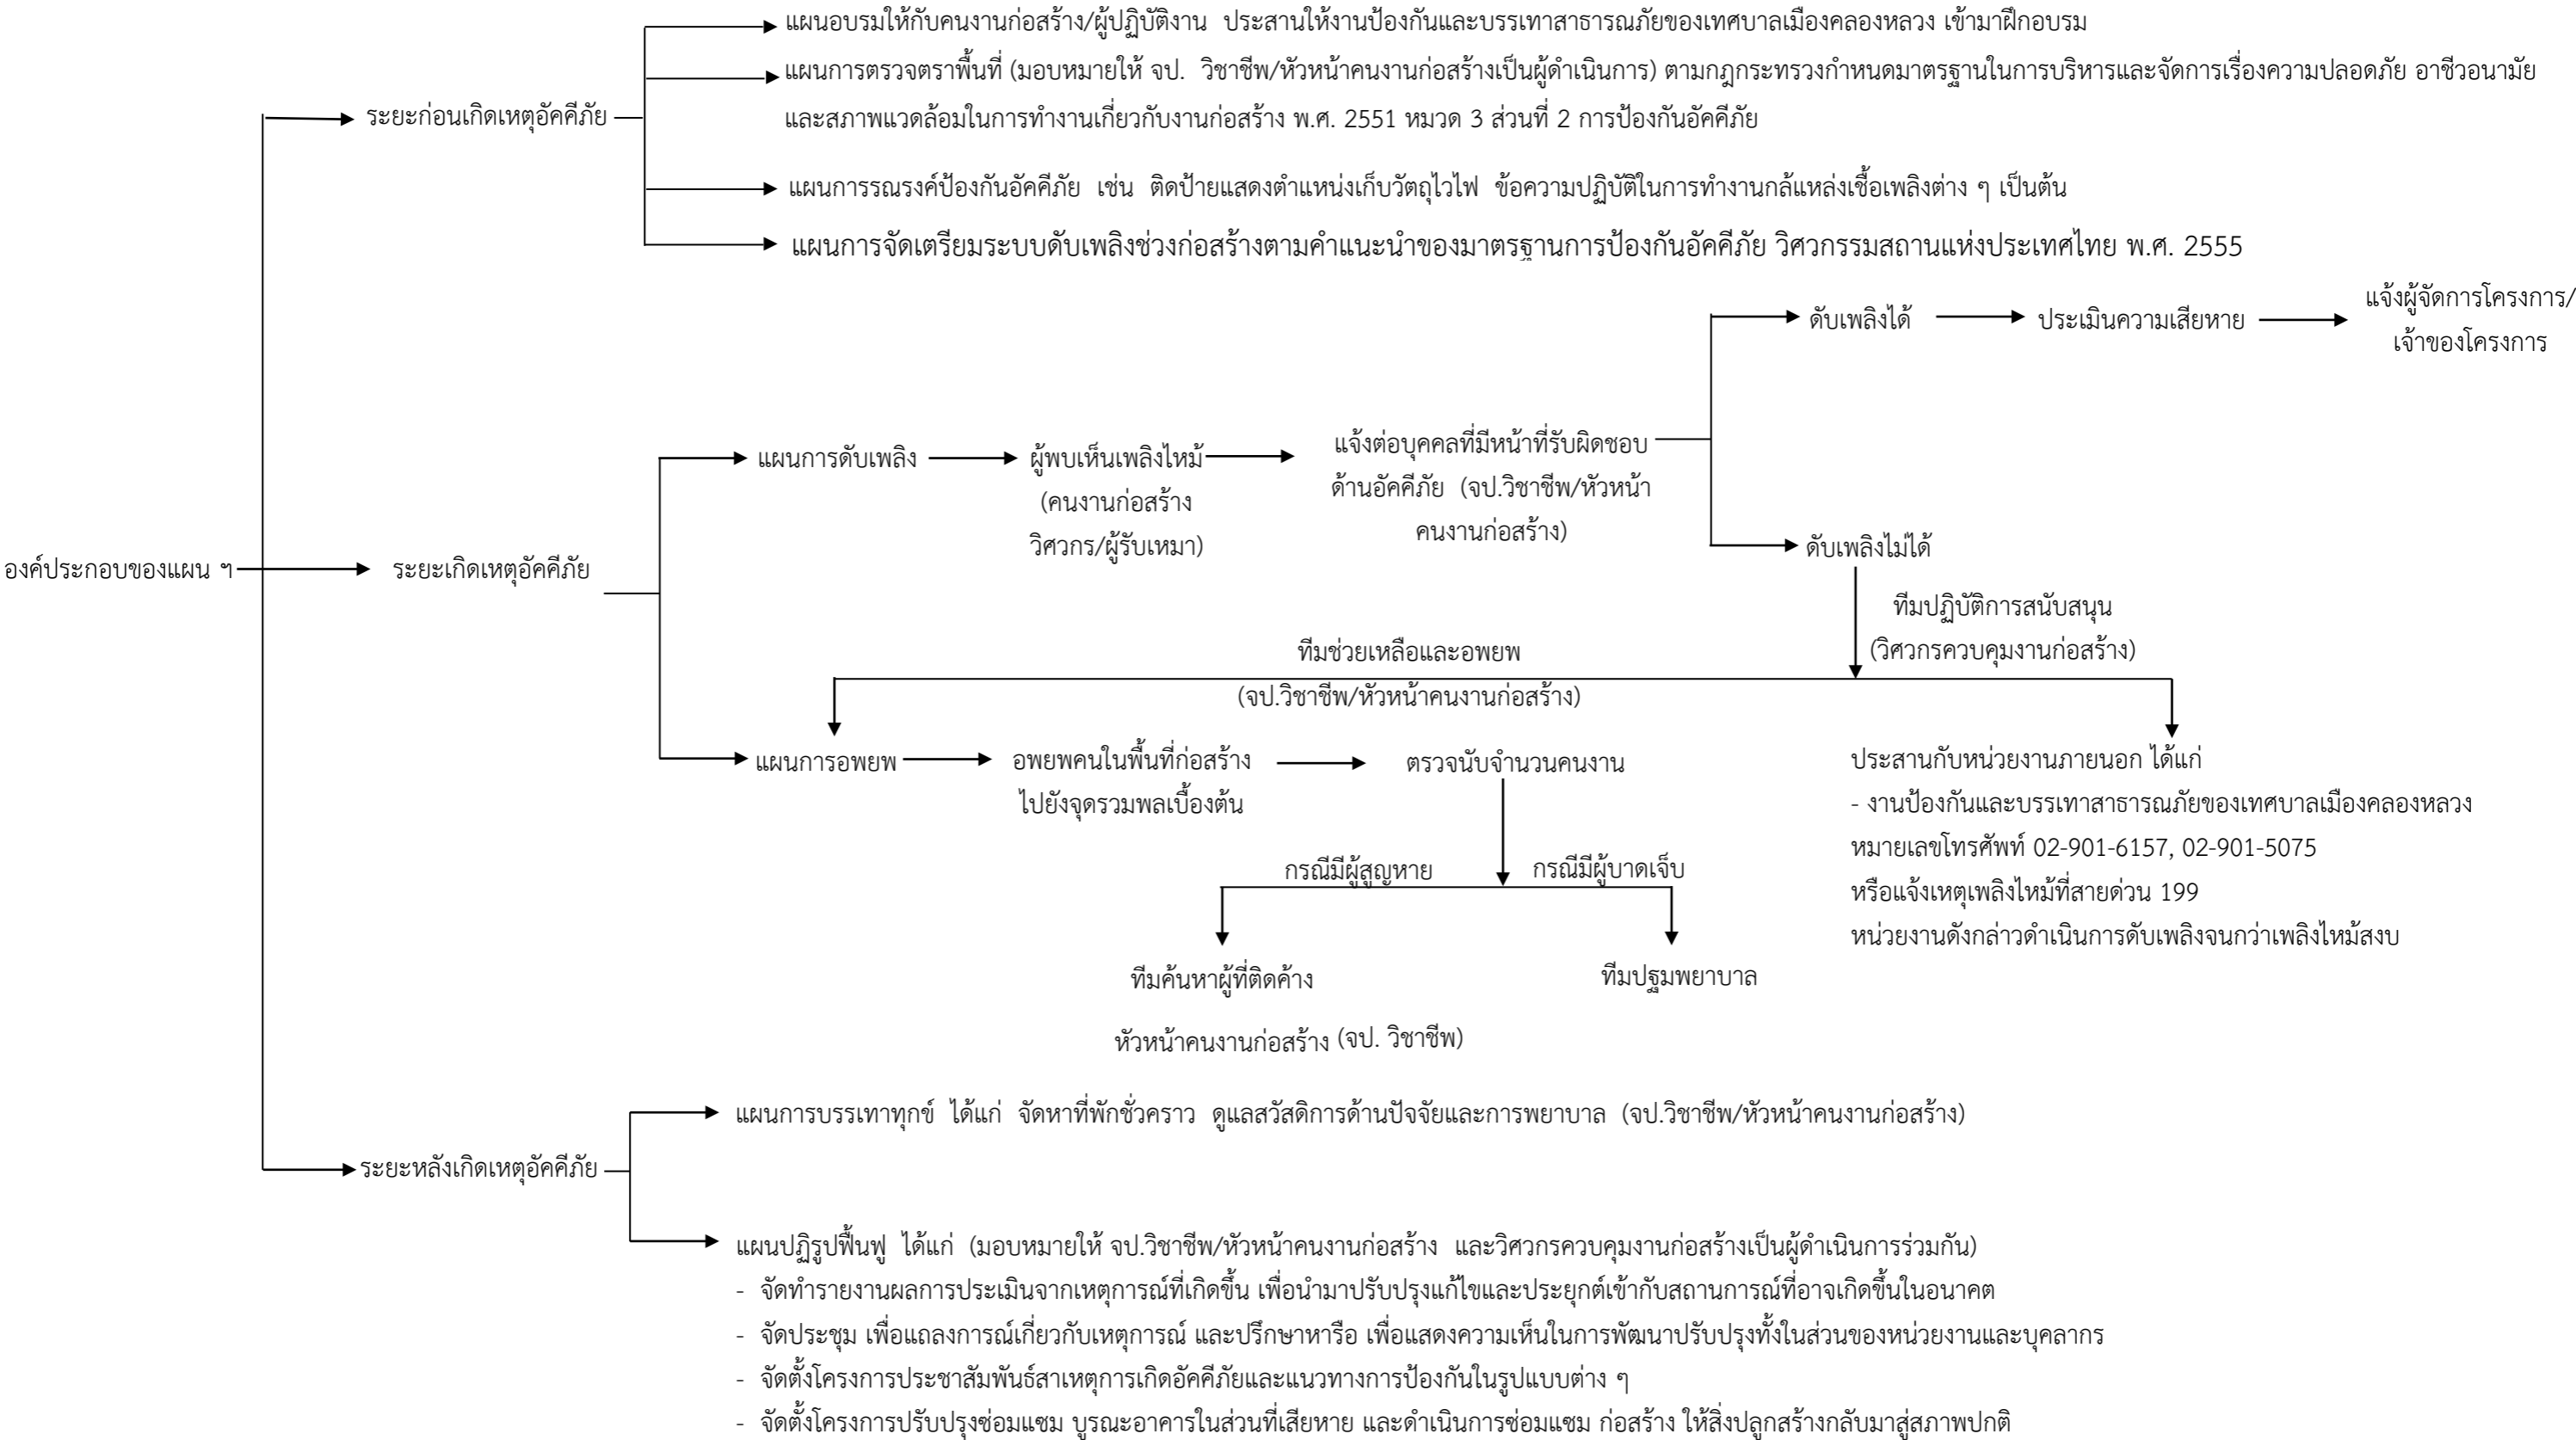 แผนอบรมให้กับคนงานก่อสร้าง/ผู้ปฏิบัติงาน ประสานให้งานป้องกันและบรรเทาสาธารณภัยของเทศบาลเมืองคลองหลวง เข้ามาฝึกอบรม
แผนการตรวจตราพื้นที่ (มอบหมายให้ จป. วิชาชีพ/หัวหน้าคนงานก่อสร้างเป็นผู้ดำเนินการ) ตามกฎกระทรวงกำหนดมาตรฐานในการบริหารและจัดการเรื่องความปลอดภัย อาชีวอนามัย
และสภาพแวดล้อมในการทำงานเกี่ยวกับงานก่อสร้าง พ.ศ. 2551 หมวด 3 ส่วนที่ 2 การป้องกันอัคคีภัย
ระยะก่อนเกิดเหตุอัคคีภัย
แผนการรณรงค์ป้องกันอัคคีภัย เช่น ติดป้ายแสดงตำแหน่งเก็บวัตถุไวไฟ ข้อความปฏิบัติในการทำงานกล้แหล่งเชื้อเพลิงต่าง ๆ เป็นต้น
แผนการจัดเตรียมระบบดับเพลิงช่วงก่อสร้างตามคำแนะนำของมาตรฐานการป้องกันอัคคีภัย วิศวกรรมสถานแห่งประเทศไทย พ.ศ. 2555
องค์ประกอบของแผน ฯ
ระยะเกิดเหตุอัคคีภัย
แผนการดับเพลิง
ผู้พบเห็นเพลิงไหม้
(คนงานก่อสร้าง
วิศวกร/ผู้รับเหมา)
แจ้งต่อบุคคลที่มีหน้าที่รับผิดชอบ
ด้านอัคคีภัย (จป.วิชาชีพ/หัวหน้า
คนงานก่อสร้าง)
ดับเพลิงได้
ประเมินความเสียหาย
แจ้งผู้จัดการโครงการ/
เจ้าของโครงการ
ดับเพลิงไม่ได้
ทีมปฏิบัติการสนับสนุน
(วิศวกรควบคุมงานก่อสร้าง)
ทีมช่วยเหลือและอพยพ
(จป.วิชาชีพ/หัวหน้าคนงานก่อสร้าง)
แผนการอพยพ
อพยพคนในพื้นที่ก่อสร้าง
ไปยังจุดรวมพลเบื้องต้น
ตรวจนับจำนวนคนงาน
ประสานกับหน่วยงานภายนอก ได้แก่
- งานป้องกันและบรรเทาสาธารณภัยของเทศบาลเมืองคลองหลวง
หมายเลขโทรศัพท์ 02-901-6157, 02-901-5075
หรือแจ้งเหตุเพลิงไหม้ที่สายด่วน 199
หน่วยงานดังกล่าวดำเนินการดับเพลิงจนกว่าเพลิงไหม้สงบ
กรณีมีผู้สูญหาย
กรณีมีผู้บาดเจ็บ
ทีมค้นหาผู้ที่ติดค้าง
ทีมปฐมพยาบาล
หัวหน้าคนงานก่อสร้าง (จป. วิชาชีพ)
ระยะหลังเกิดเหตุอัคคีภัย
แผนการบรรเทาทุกข์ ได้แก่ จัดหาที่พักชั่วคราว ดูแลสวัสดิการด้านปัจจัยและการพยาบาล (จป.วิชาชีพ/หัวหน้าคนงานก่อสร้าง)
แผนปฏิรูปฟื้นฟู ได้แก่ (มอบหมายให้ จป.วิชาชีพ/หัวหน้าคนงานก่อสร้าง และวิศวกรควบคุมงานก่อสร้างเป็นผู้ดำเนินการร่วมกัน)
- จัดทำรายงานผลการประเมินจากเหตุการณ์ที่เกิดขึ้น เพื่อนำมาปรับปรุงแก้ไขและประยุกต์เข้ากับสถานการณ์ที่อาจเกิดขึ้นในอนาคต
- จัดประชุม เพื่อแถลงการณ์เกี่ยวกับเหตุการณ์ และปรึกษาหารือ เพื่อแสดงความเห็นในการพัฒนาปรับปรุงทั้งในส่วนของหน่วยงานและบุคลากร
- จัดตั้งโครงการประชาสัมพันธ์สาเหตุการเกิดอัคคีภัยและแนวทางการป้องกันในรูปแบบต่าง ๆ
- จัดตั้งโครงการปรับปรุงซ่อมแซม บูรณะอาคารในส่วนที่เสียหาย และดำเนินการซ่อมแซม ก่อสร้าง ให้สิ่งปลูกสร้างกลับมาสู่สภาพปกติ